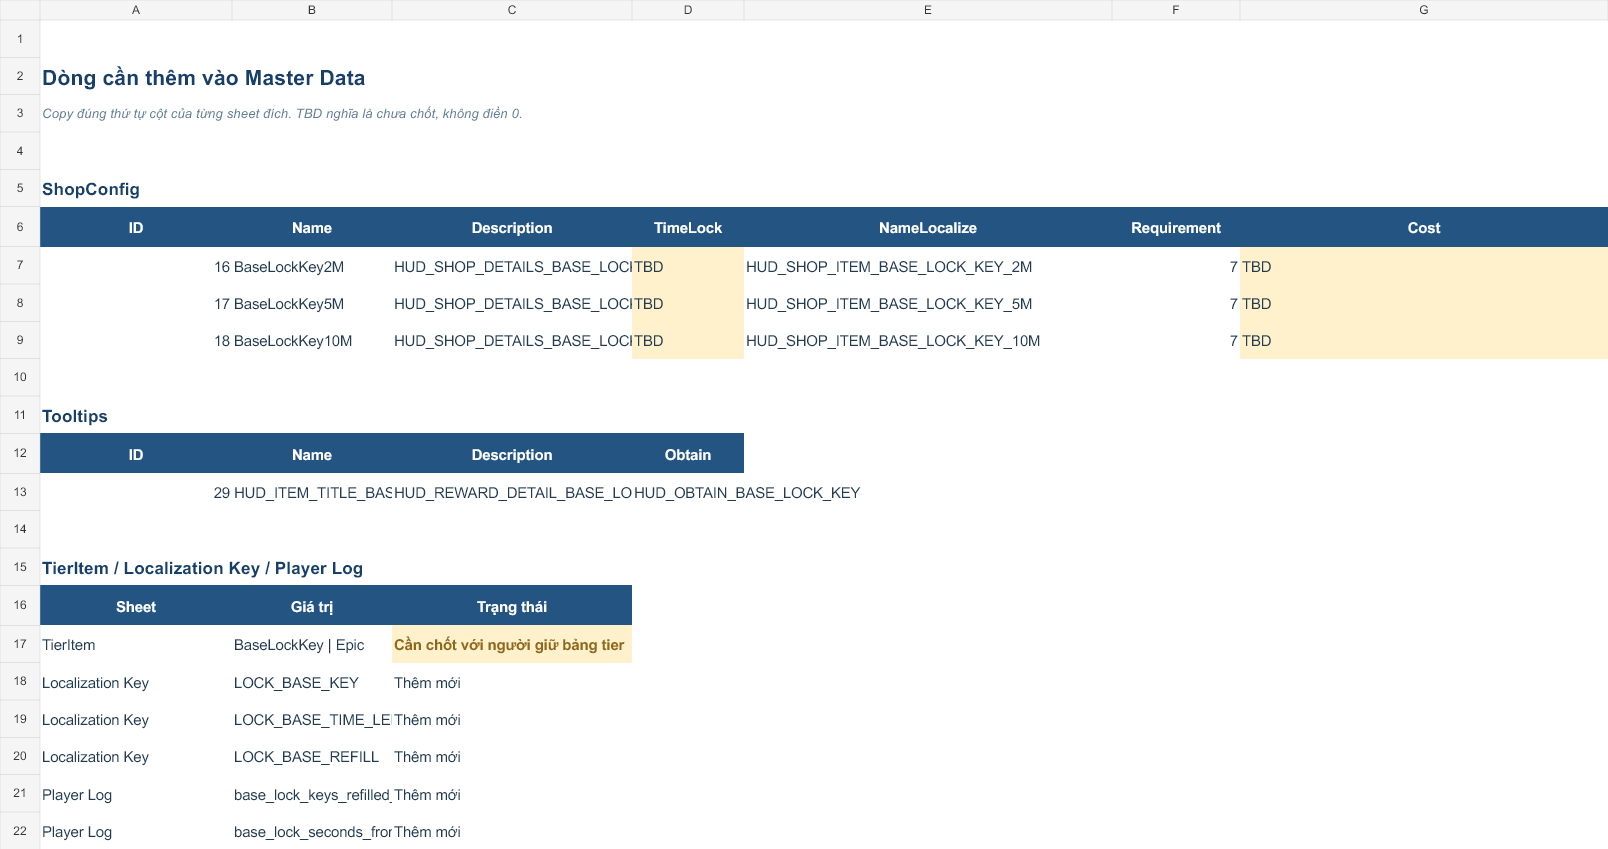 A B C D E F G
1
2 Dòng cần thêm vào Master Data
3 Copy đúng thứ tự cột của từng sheet đích. TBD nghĩa là chưa chốt, không điền 0.
4
5 ShopConfig
6 ID Name Description TimeLock NameLocalize Requirement Cost
7 16 BaseLockKey2M HUD_SHOP_DETAILS_BASE_LOCK TBD HUD_SHOP_ITEM_BASE_LOCK_KEY_2M 7 TBD
8 17 BaseLockKey5M HUD_SHOP_DETAILS_BASE_LOCK TBD HUD_SHOP_ITEM_BASE_LOCK_KEY_5M 7 TBD
9 18 BaseLockKey10M HUD_SHOP_DETAILS_BASE_LOCK TBD HUD_SHOP_ITEM_BASE_LOCK_KEY_10M 7 TBD
10
11 Tooltips
12 ID Name Description Obtain
13 29 HUD_ITEM_TITLE_BAS HUD_REWARD_DETAIL_BASE_LO HUD_OBTAIN_BASE_LOCK_KEY
14
15 TierItem / Localization Key / Player Log
16 Sheet Giá trị Trạng thái
17 TierItem BaseLockKey | Epic Cần chốt với người giữ bảng tier
18 Localization Key LOCK_BASE_KEY Thêm mới
19 Localization Key LOCK_BASE_TIME_LE Thêm mới
20 Localization Key LOCK_BASE_REFILL Thêm mới
21 Player Log base_lock_keys_refilled_ Thêm mới
22 Player Log base_lock_seconds_fror Thêm mới